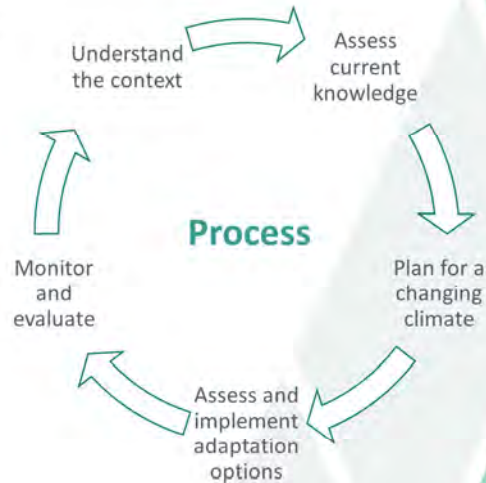 Understand
the context
Assess
current
knowledge
Process
Plan for a
changing
climate
Assess and
implement
adaptation
options
Monitor
and
evaluate